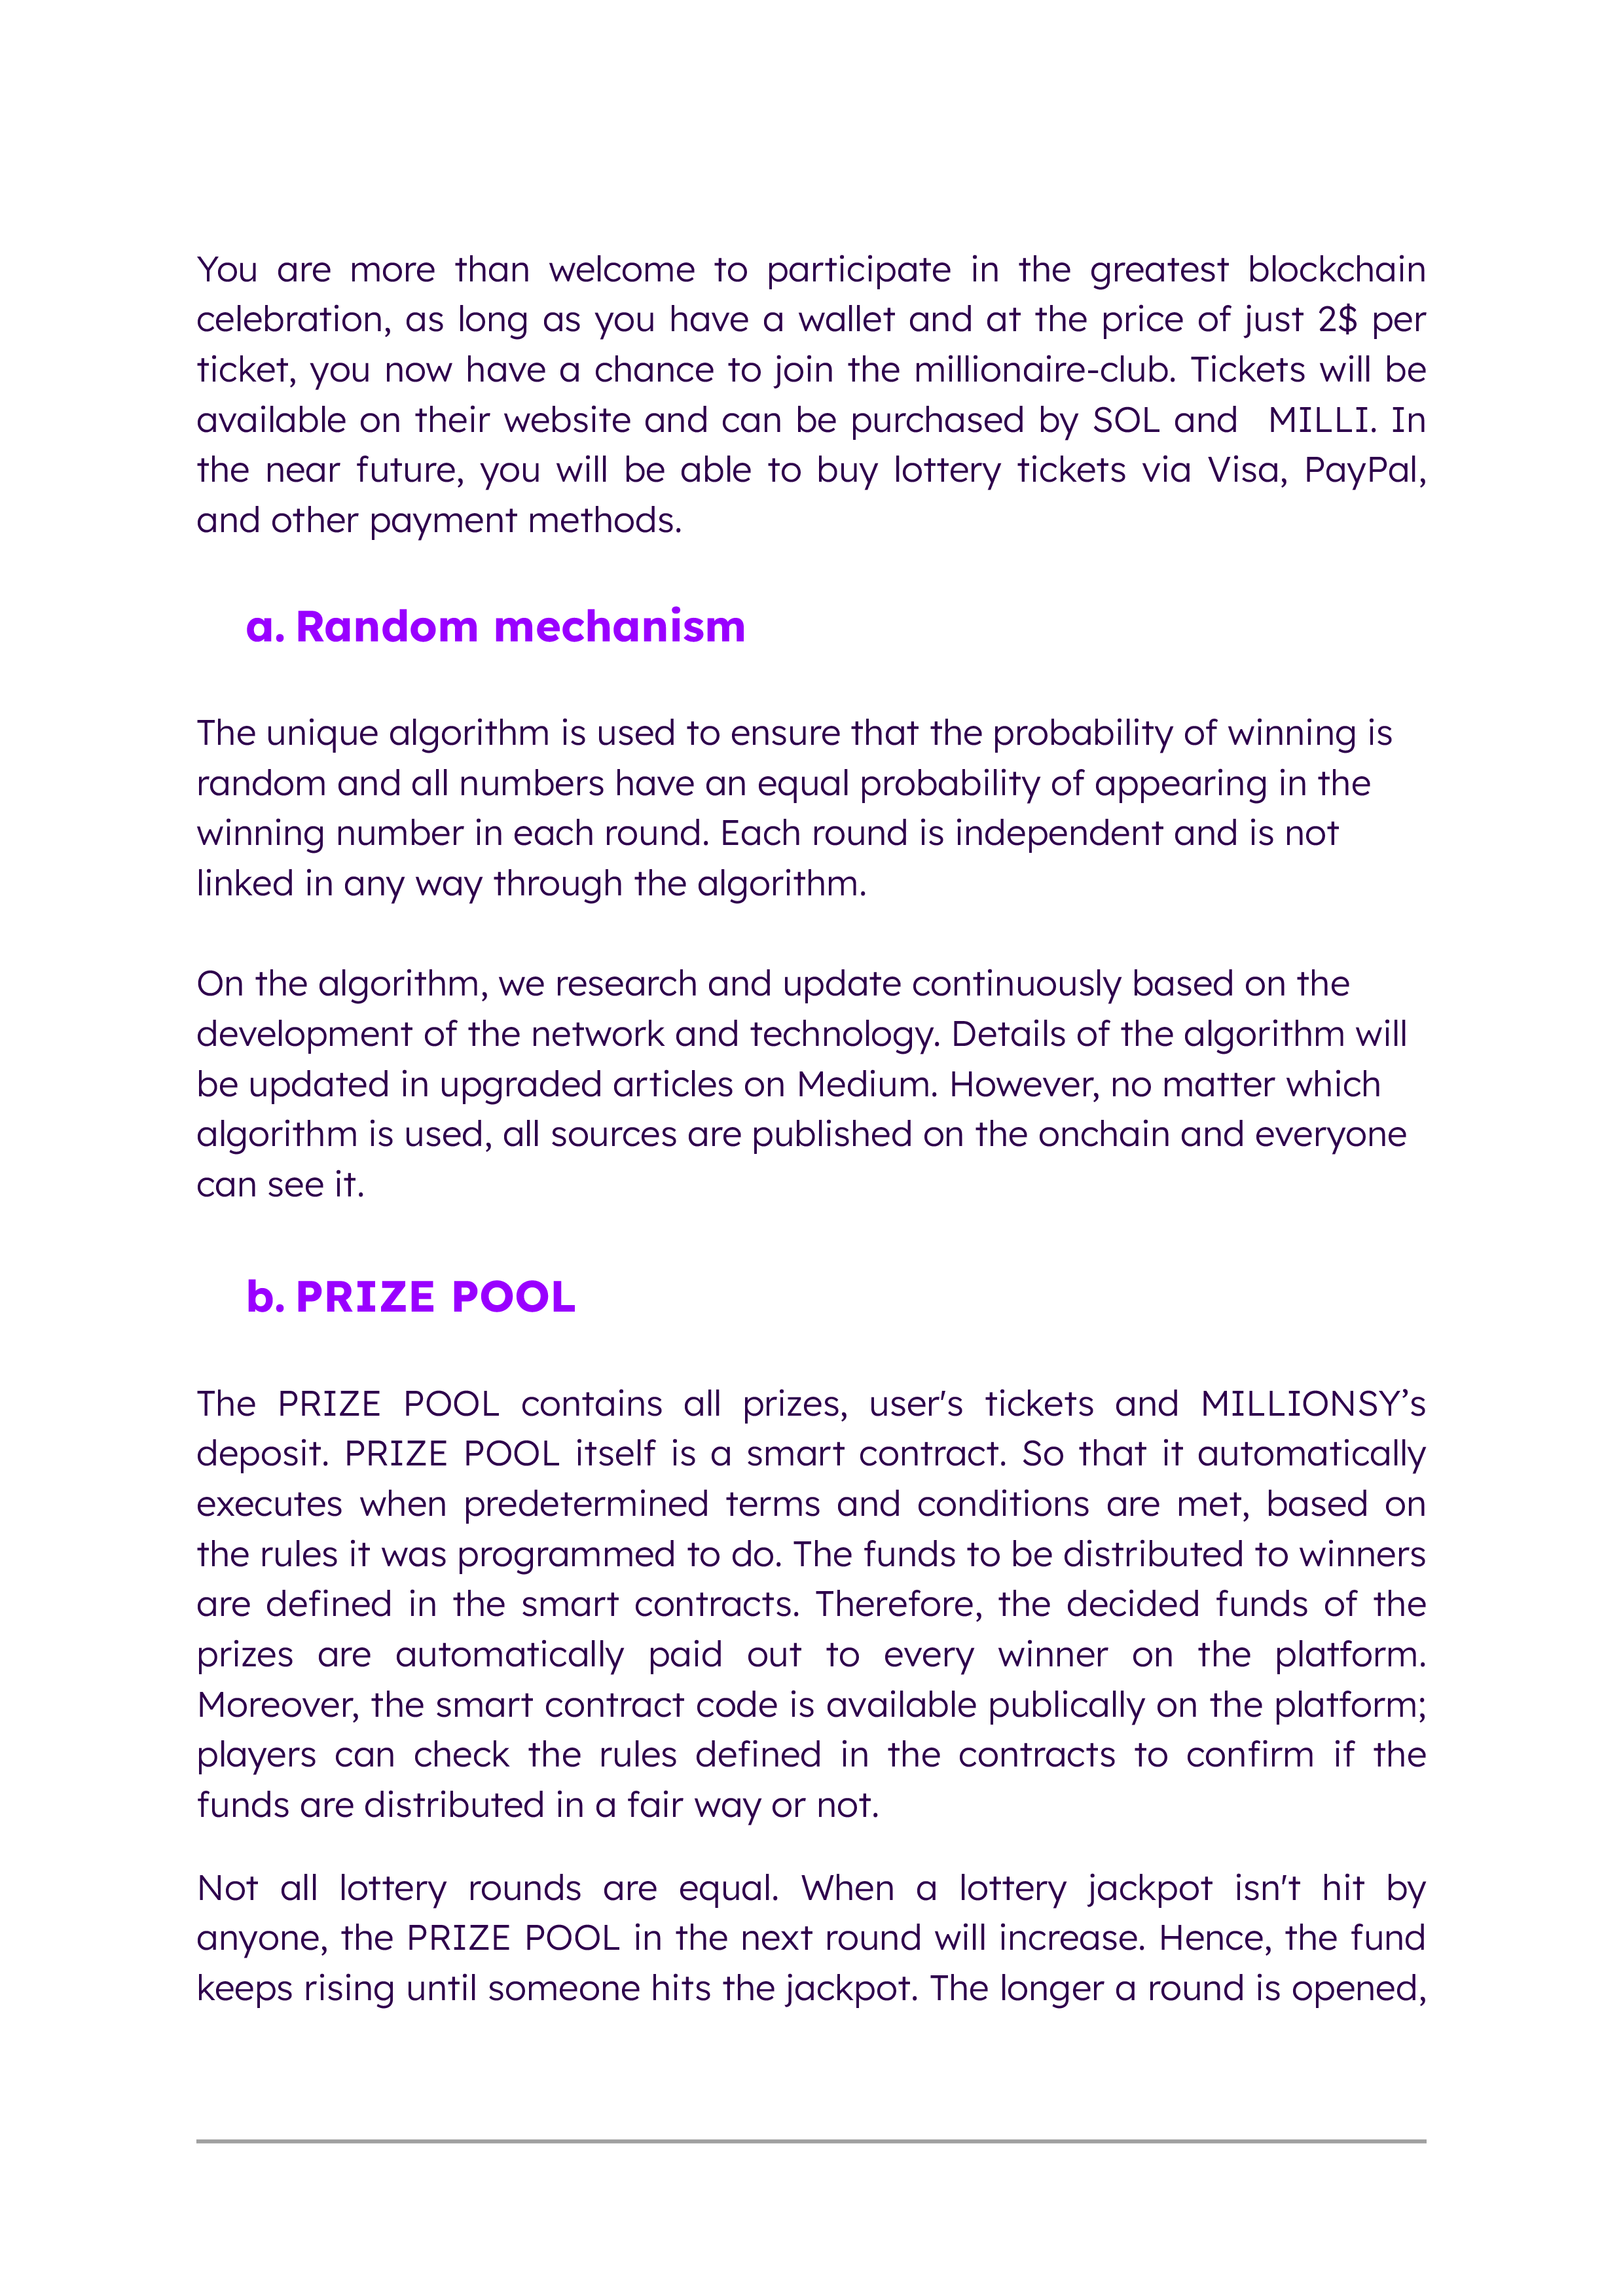 You are more than welcome to participate in the greatest blockchain
celebration, as long as you have a wallet and at the price of just 2$ per
ticket, you now have a chance to join the millionaire-club. Tickets will be
available on their website and can be purchased by SOL and  MILLI. In
the near future, you will be able to buy lottery tickets via Visa, PayPal,
and other payment methods.
a. Random mechanism
The unique algorithm is used to ensure that the probability of winning is
random and all numbers have an equal probability of appearing in the
winning number in each round. Each round is independent and is not
linked in any way through the algorithm.
On the algorithm, we research and update continuously based on the
development of the network and technology. Details of the algorithm will
be updated in upgraded articles on Medium. However, no matter which
algorithm is used, all sources are published on the onchain and everyone
can see it.
b. PRIZE POOL
The PRIZE POOL contains all prizes, user's tickets and MILLIONSY’s
deposit. PRIZE POOL itself is a smart contract. So that it automatically
executes when predetermined terms and conditions are met, based on
the rules it was programmed to do. The funds to be distributed to winners
are defined in the smart contracts. Therefore, the decided funds of the
prizes are automatically paid out to every winner on the platform.
Moreover, the smart contract code is available publically on the platform;
players can check the rules defined in the contracts to confirm if the
funds are distributed in a fair way or not.
Not all lottery rounds are equal. When a lottery jackpot isn't hit by
anyone, the PRIZE POOL in the next round will increase. Hence, the fund
keeps rising until someone hits the jackpot. The longer a round is opened,